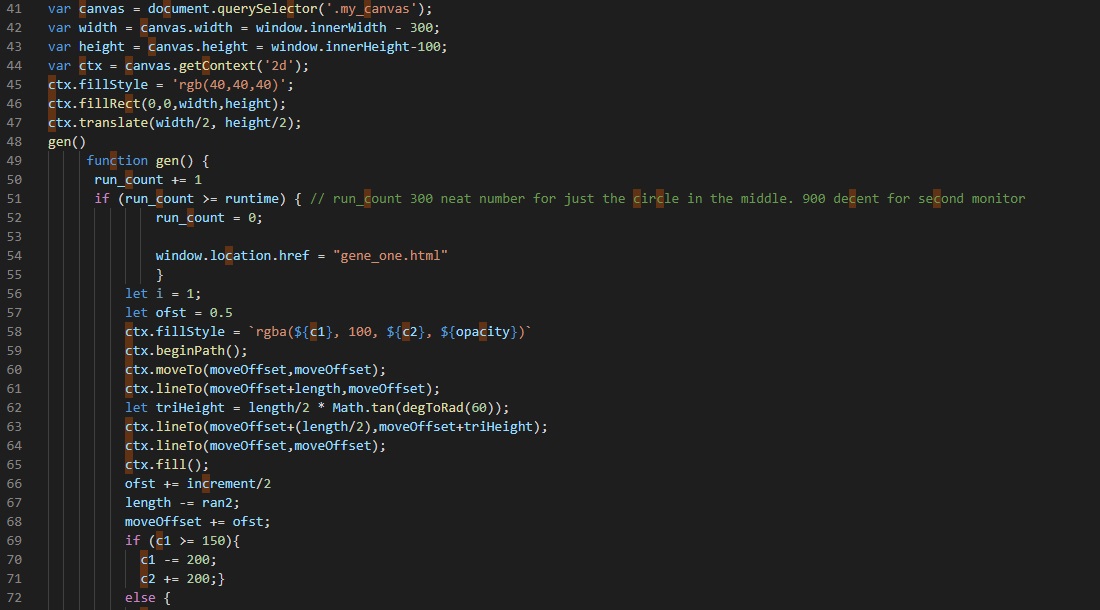 41 var canvas = document.querySelector('.my_canvas');
42 var width = canvas.width = window.innerWidth - 300;
43 var height = canvas.height = window.innerHeight-100;
44 var ctx = canvas.getContext('2d');
45 ctx.fillStyle = 'rgb(40,40,40)';
46 ctx.fillRect(0,0,width,height);
47 ctx.translate(width/2, height/2);
48 gen()
49 function gen() {
50 run_count += 1
51 if (run_count >= runtime) { // run_count 300 neat number for just the circle in the middle. 900 decent for second monitor
52 run_count = 0;
53
54 window.location.href = "gene_one.html"
55 }
56 let i = 1;
57 let ofst = 0.5
58 ctx.fillStyle = `rgba(${c1}, 100, ${c2}, ${opacity})`
59 ctx.beginPath();
60 ctx.moveTo(moveOffset,moveOffset);
61 ctx.lineTo(moveOffset+length,moveOffset);
62 let triHeight = length/2 * Math.tan(degToRad(60));
63 ctx.lineTo(moveOffset+(length/2),moveOffset+triHeight);
64 ctx.lineTo(moveOffset,moveOffset);
65 ctx.fill();
66 ofst += increment/2
67 length -= ran2;
68 moveOffset += ofst;
69 if (c1 >= 150){
70 c1 -= 200;
71 c2 += 200;}
72 else {